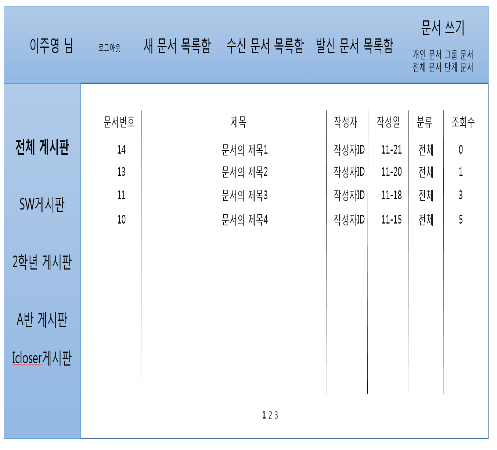 이주영 님 로그아웃 새 문서 목록함 수신 문서 목록함 발신 문서 목록함 문서 쓰기
개인 문서 그룹 문서
전체 문서 단계 문서
전체 게시판
SW게시판
2학년 게시판
A반 게시판
Icloser게시판
문서번호 제목 작성자 작성일 분류 조회수
14 문서의 제목1 작성자ID 11-21 전체 0
13 문서의 제목2 작성자ID 11-20 전체 1
11 문서의 제목3 작성자ID 11-18 전체 3
10 문서의 제목4 작성자ID 11-15 전체 5
1 2 3